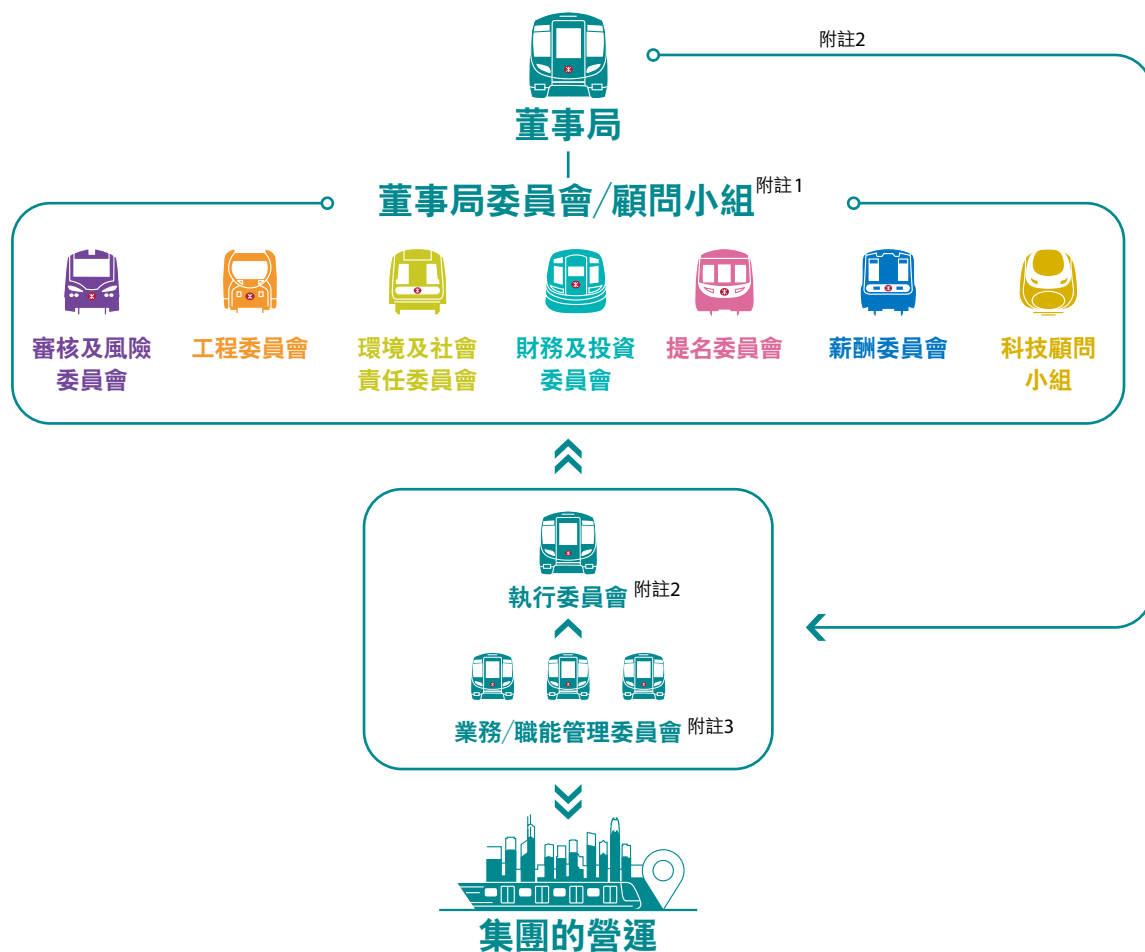 附註2
董事局
董事局委員會/顧問小組附註1
審核及風險
委員會
工程委員會
環境及社會
責任委員會
財務及投資
委員會
提名委員會
薪酬委員會
科技顧問
小組
執行委員會 附註2
業務/職能管理委員會 附註3
集團的營運